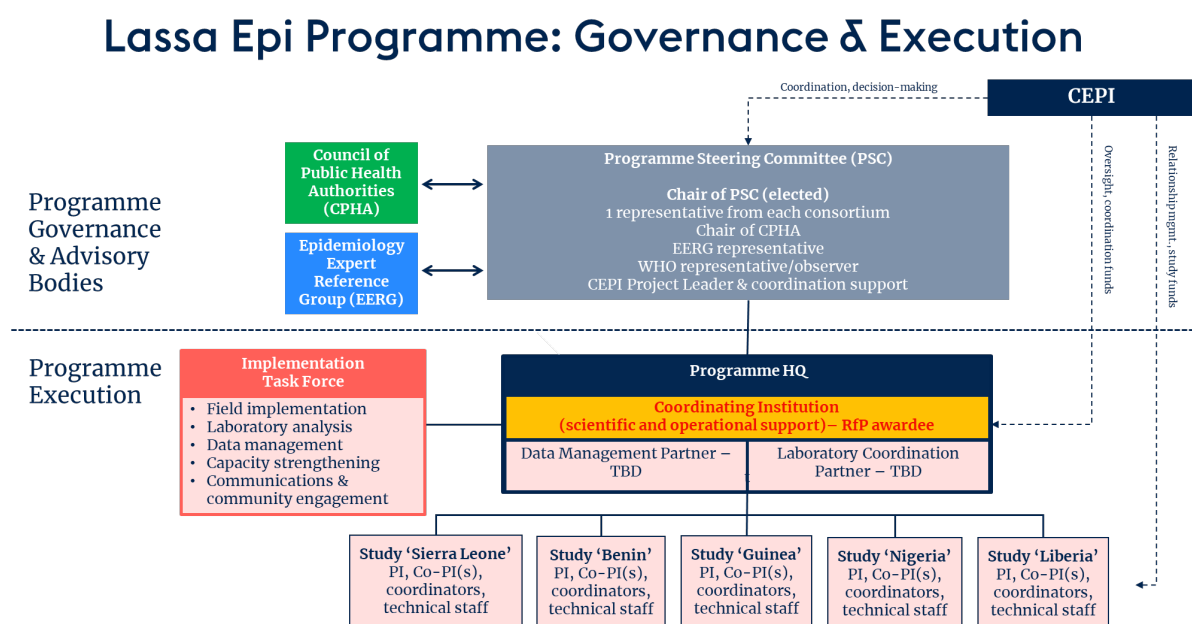 Lassa Epi Programme: Governance & Execution
Coordination, decision-making
CEPI
Oversight, coordination funds
Relationship mgmt., study funds
Programme
Governance
& Advisory
Bodies
Council of
Public Health
Authorities
(CPHA)
Epidemiology
Expert
Reference
Group (EERG)
Programme Steering Committee (PSC)
Chair of PSC (elected)
1 representative from each consortium
Chair of CPHA
EERG representative
WHO representative/observer
CEPI Project Leader & coordination support
Programme
Execution
Implementation
Task Force
• Field implementation
• Laboratory analysis
• Data management
• Capacity strengthening
• Communications &
community engagement
Programme HQ
Coordinating Institution
(scientific and operational support)– RfP awardee
Data Management Partner –
TBD
Laboratory Coordination
Partner – TBD
Study ‘Sierra Leone’
PI, Co-PI(s),
coordinators,
technical staff
Study ‘Benin’
PI, Co-PI(s),
coordinators,
technical staff
Study ‘Guinea’
PI, Co-PI(s),
coordinators,
technical staff
Study ‘Nigeria’
PI, Co-PI(s),
coordinators,
technical staff
Study ‘Liberia’
PI, Co-PI(s),
coordinators,
technical staff